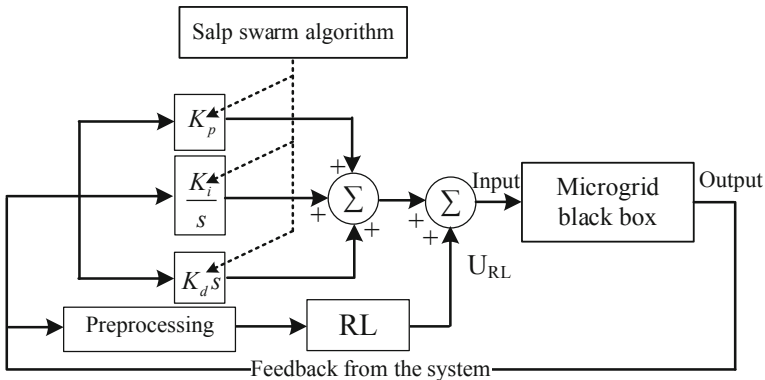 Salp swarm algorithm
K_p
K_i
s
K_d s
+
+
+
Σ
+
+
Σ
Input
Microgrid
black box
Output
U_RL
Preprocessing
RL
Feedback from the system